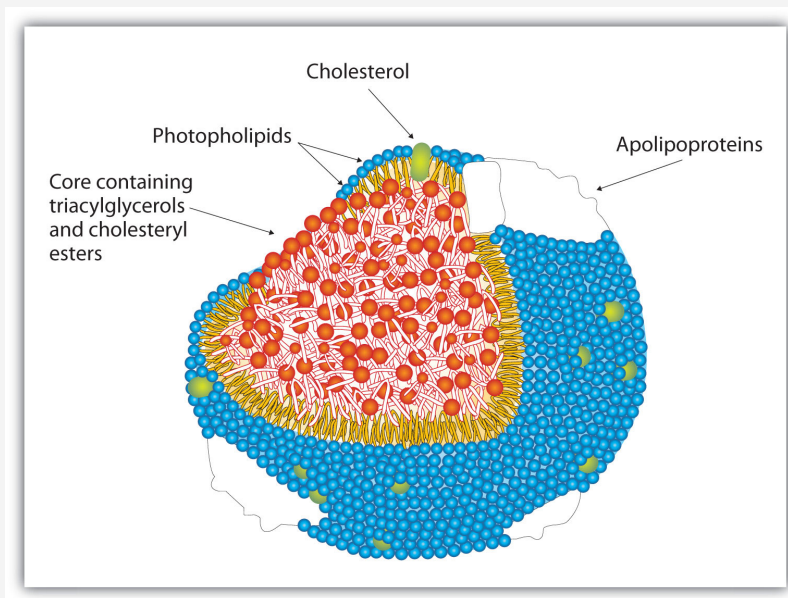 Cholesterol
Photopholipids
Apolipoproteins
Core containing
triacylglycerols
and cholesteryl
esters